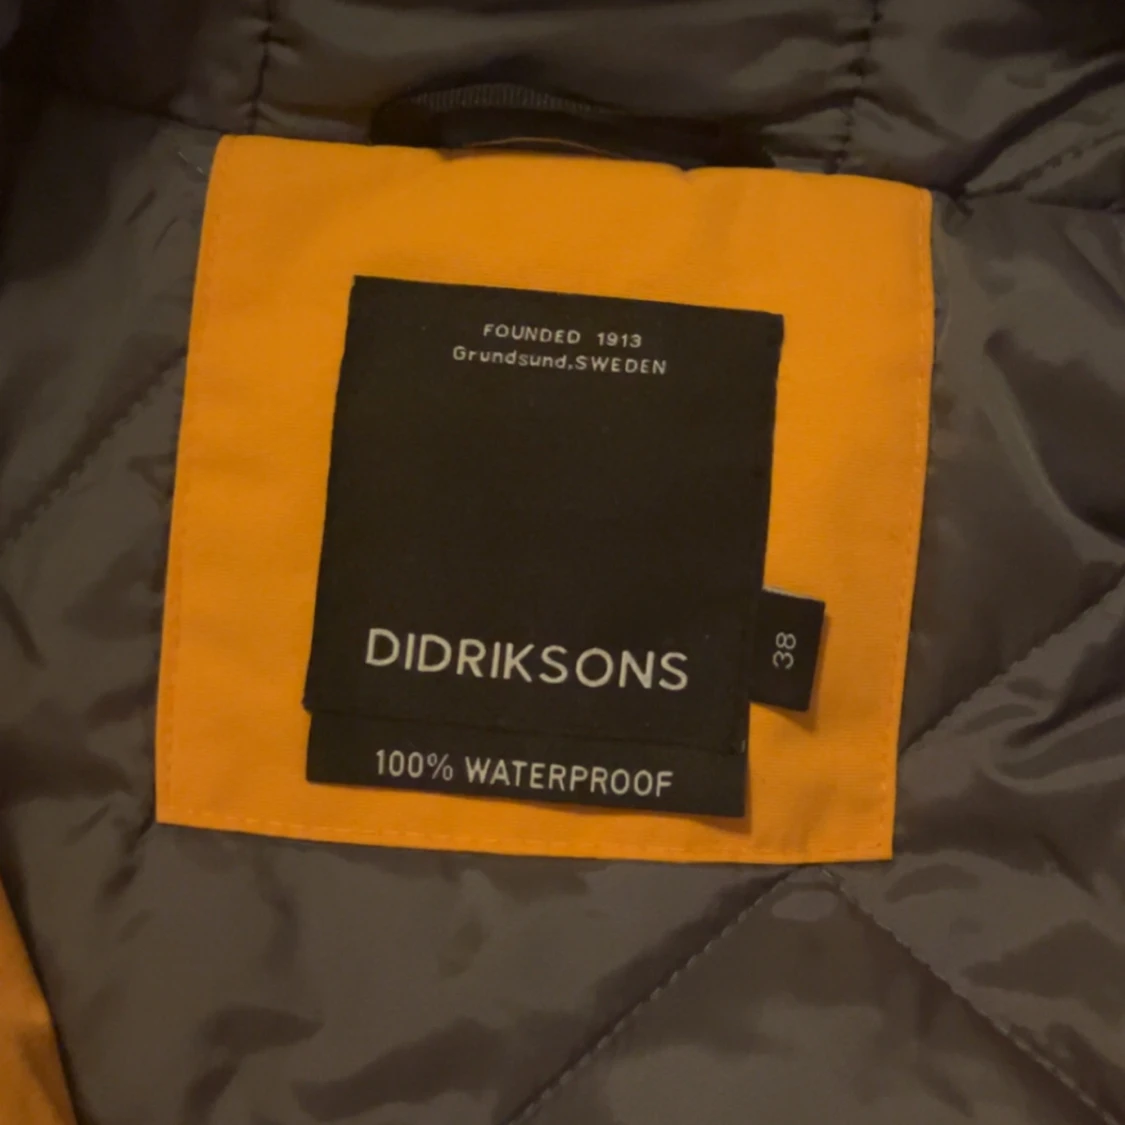 FOUNDED 1913
Grundsund,SWEDEN
DIDRIKSONS
38
100% WATERPROOF